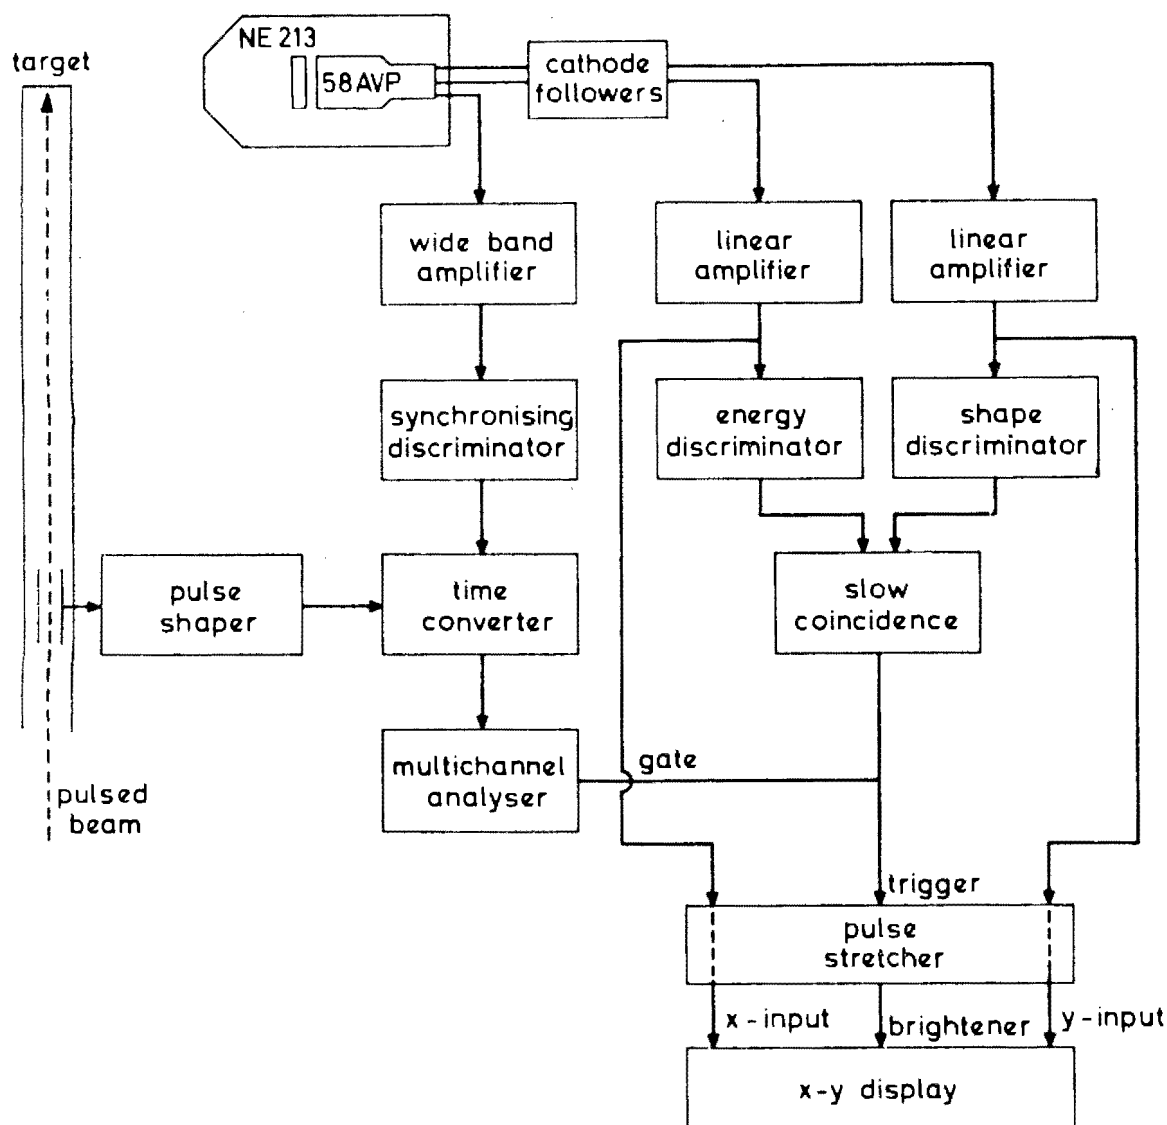 NE 213
target
58AVP
cathode
followers
wide band
amplifier
linear
amplifier
linear
amplifier
synchronising
discriminator
energy
discriminator
shape
discriminator
pulse
shaper
time
converter
slow
coincidence
multichannel
analyser
gate
pulsed
beam
trigger
pulse
stretcher
x-input
brightener
y-input
x-y display